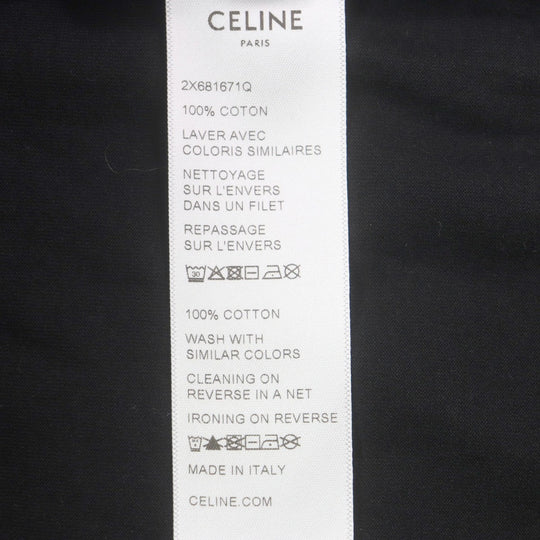 CELINE
PARIS
2X681671Q
100% COTON
LAVER AVEC
COLORIS SIMILAIRES
NETTOYAGE
SUR L'ENVERS
DANS UN FILET
REPASSAGE
SUR L'ENVERS
30
100% COTTON
WASH WITH
SIMILAR COLORS
CLEANING ON
REVERSE IN A NET
IRONING ON REVERSE
MADE IN ITALY
CELINE.COM